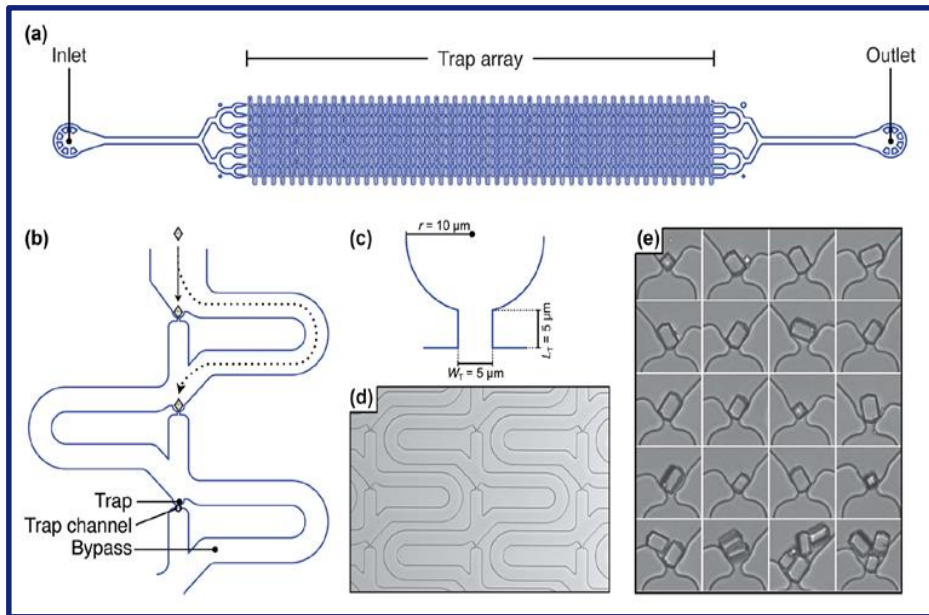 (a)
Inlet
Trap array
Outlet
(b)
Trap
Trap channel
Bypass
(c)
r = 10 μm
L_T = 5 μm
W_T = 5 μm
(d)
(e)